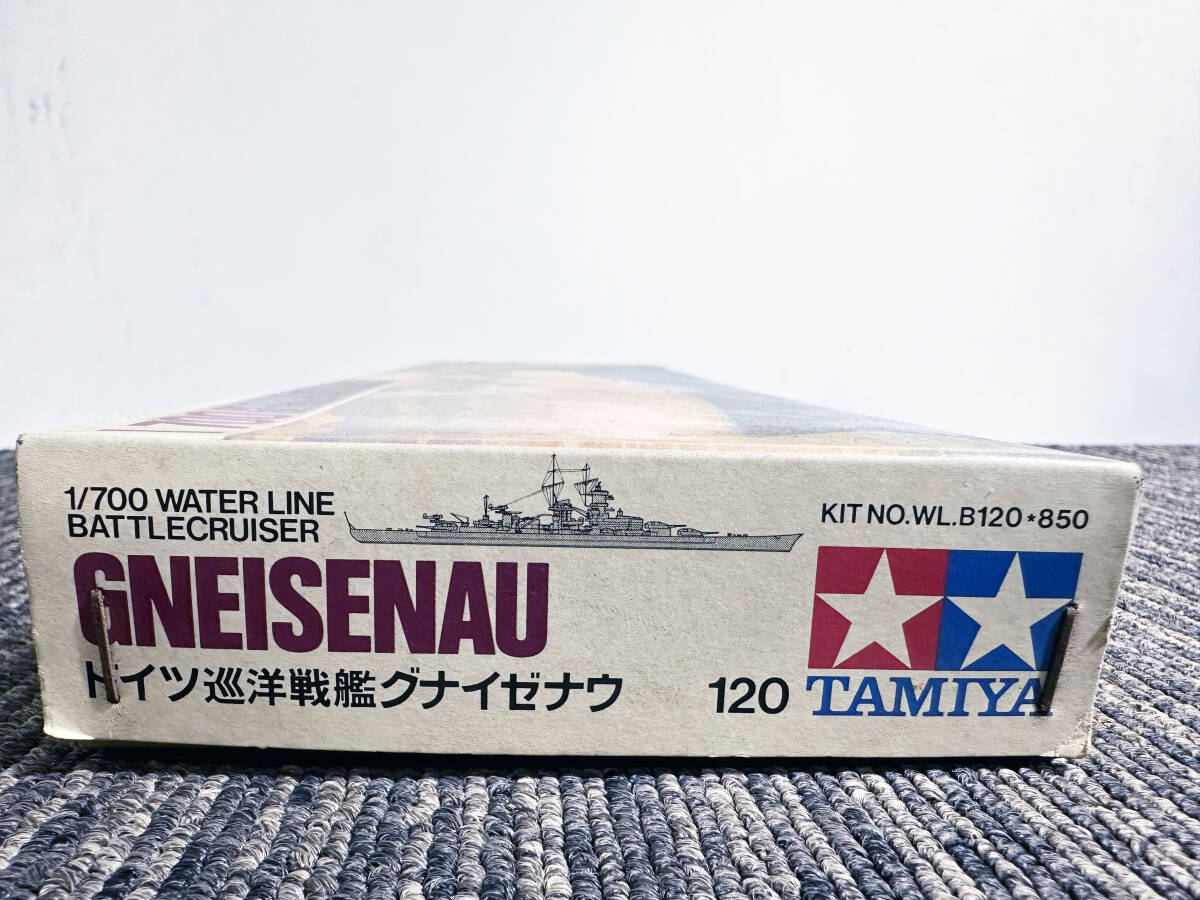 1/700 WATER LINE
BATTLECRUISER
GNEISENAU
ドイツ巡洋戦艦グナイゼナウ
KIT NO.WL.B120★850
120
TAMIYA